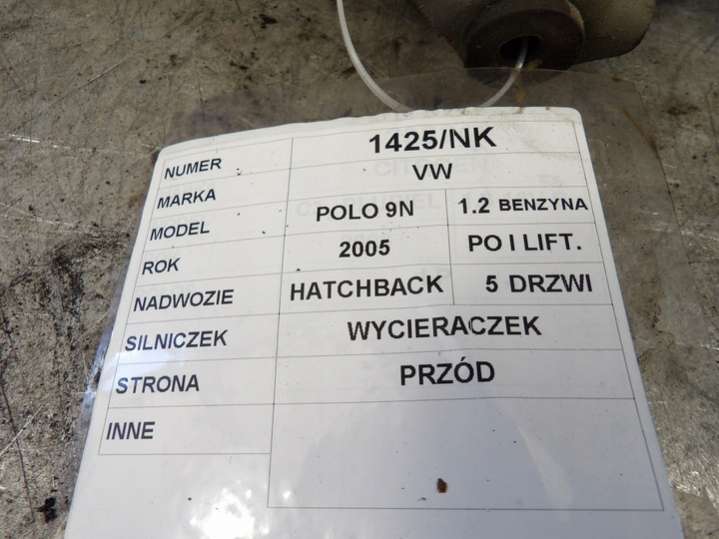 NUMER 1425/NK
MARKA VW
MODEL POLO 9N 1.2 BENZYNA
ROK 2005 PO I LIFT.
NADWOZIE HATCHBACK 5 DRZWI
SILNICZEK WYCIERACZEK
STRONA PRZÓD
INNE